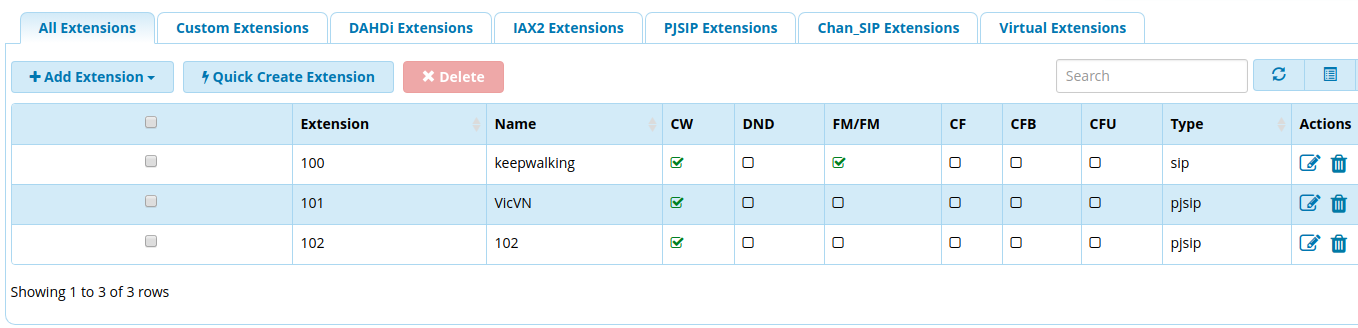 All Extensions Custom Extensions DAHDi Extensions IAX2 Extensions PJSIP Extensions Chan_SIP Extensions Virtual Extensions
Add Extension Quick Create Extension Delete Search
Extension Name CW DND FM/FM CF CFB CFU Type Actions
100 keepwalking sip
101 VicVN pjsip
102 102 pjsip
Showing 1 to 3 of 3 rows